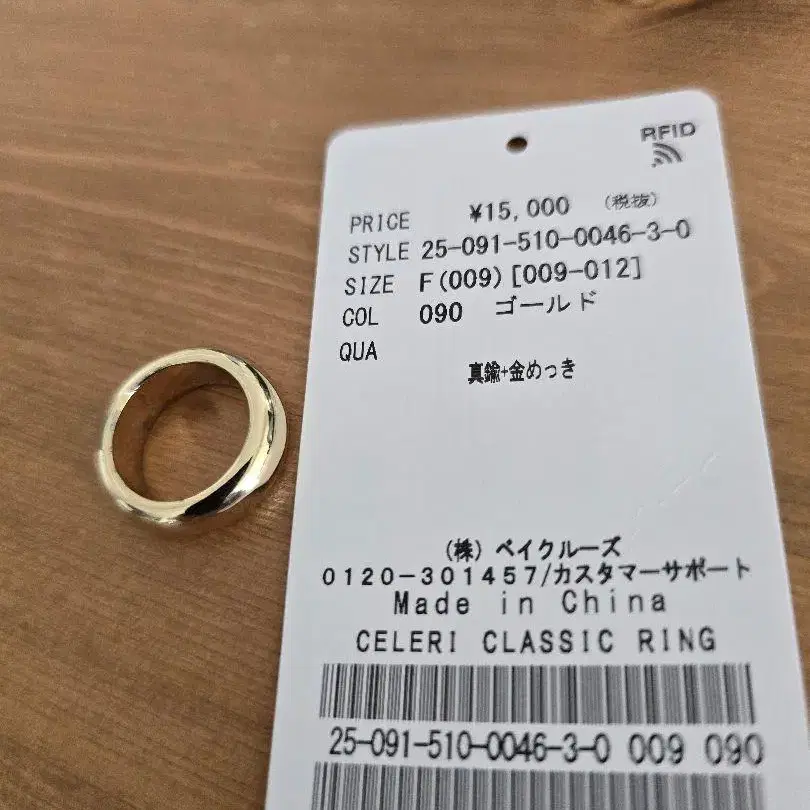 RFID
PRICE ¥15,000 (税抜)
STYLE 25-091-510-0046-3-0
SIZE F(009)[009-012]
COL 090 ゴールド
QUA
真鍮+金めっき
(株) ベイクルーズ
0120-301457/カスタマーサポート
Made in China
CELERI CLASSIC RING
25-091-510-0046-3-0 009 090